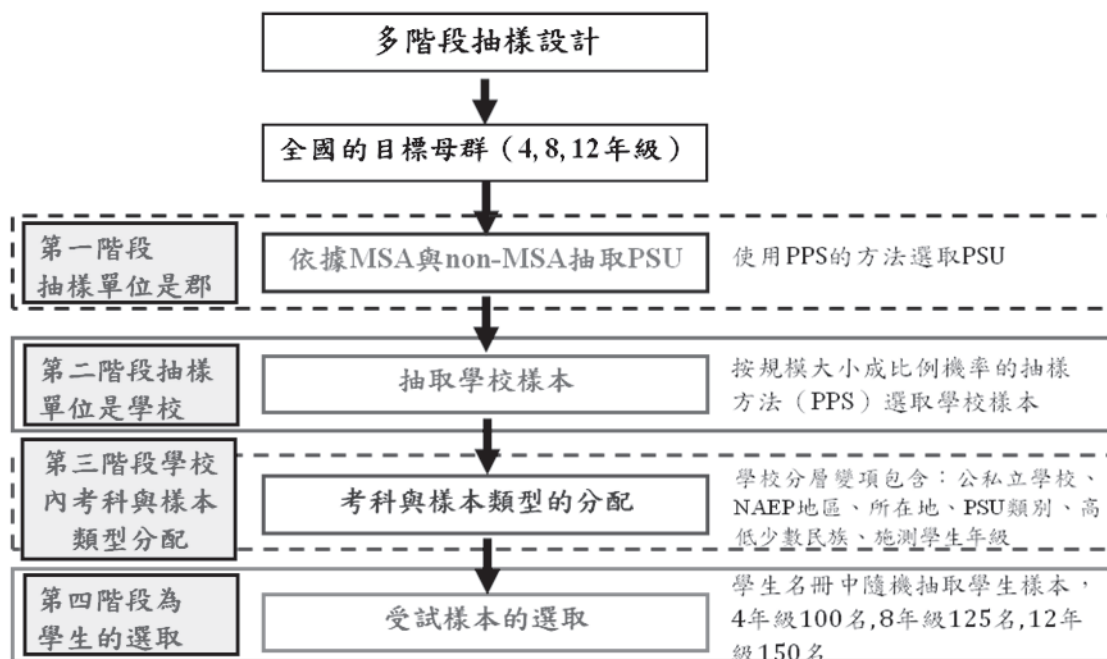 多階段抽樣設計
全國的目標母群（4,8,12年級）
第一階段
抽樣單位是郡
依據MSA與non-MSA抽取PSU
使用PPS的方法選取PSU
第二階段抽樣
單位是學校
抽取學校樣本
按規模大小成比例機率的抽樣
方法（PPS）選取學校樣本
第三階段學校
內考科與樣本
類型分配
考科與樣本類型的分配
學校分層變項包含：公私立學校、
NAEP地區、所在地、PSU類別、高
低少數民族、施測學生年級
第四階段為
學生的選取
受試樣本的選取
學生名冊中隨機抽取學生樣本，
4年級100名,8年級125名,12年
級150名